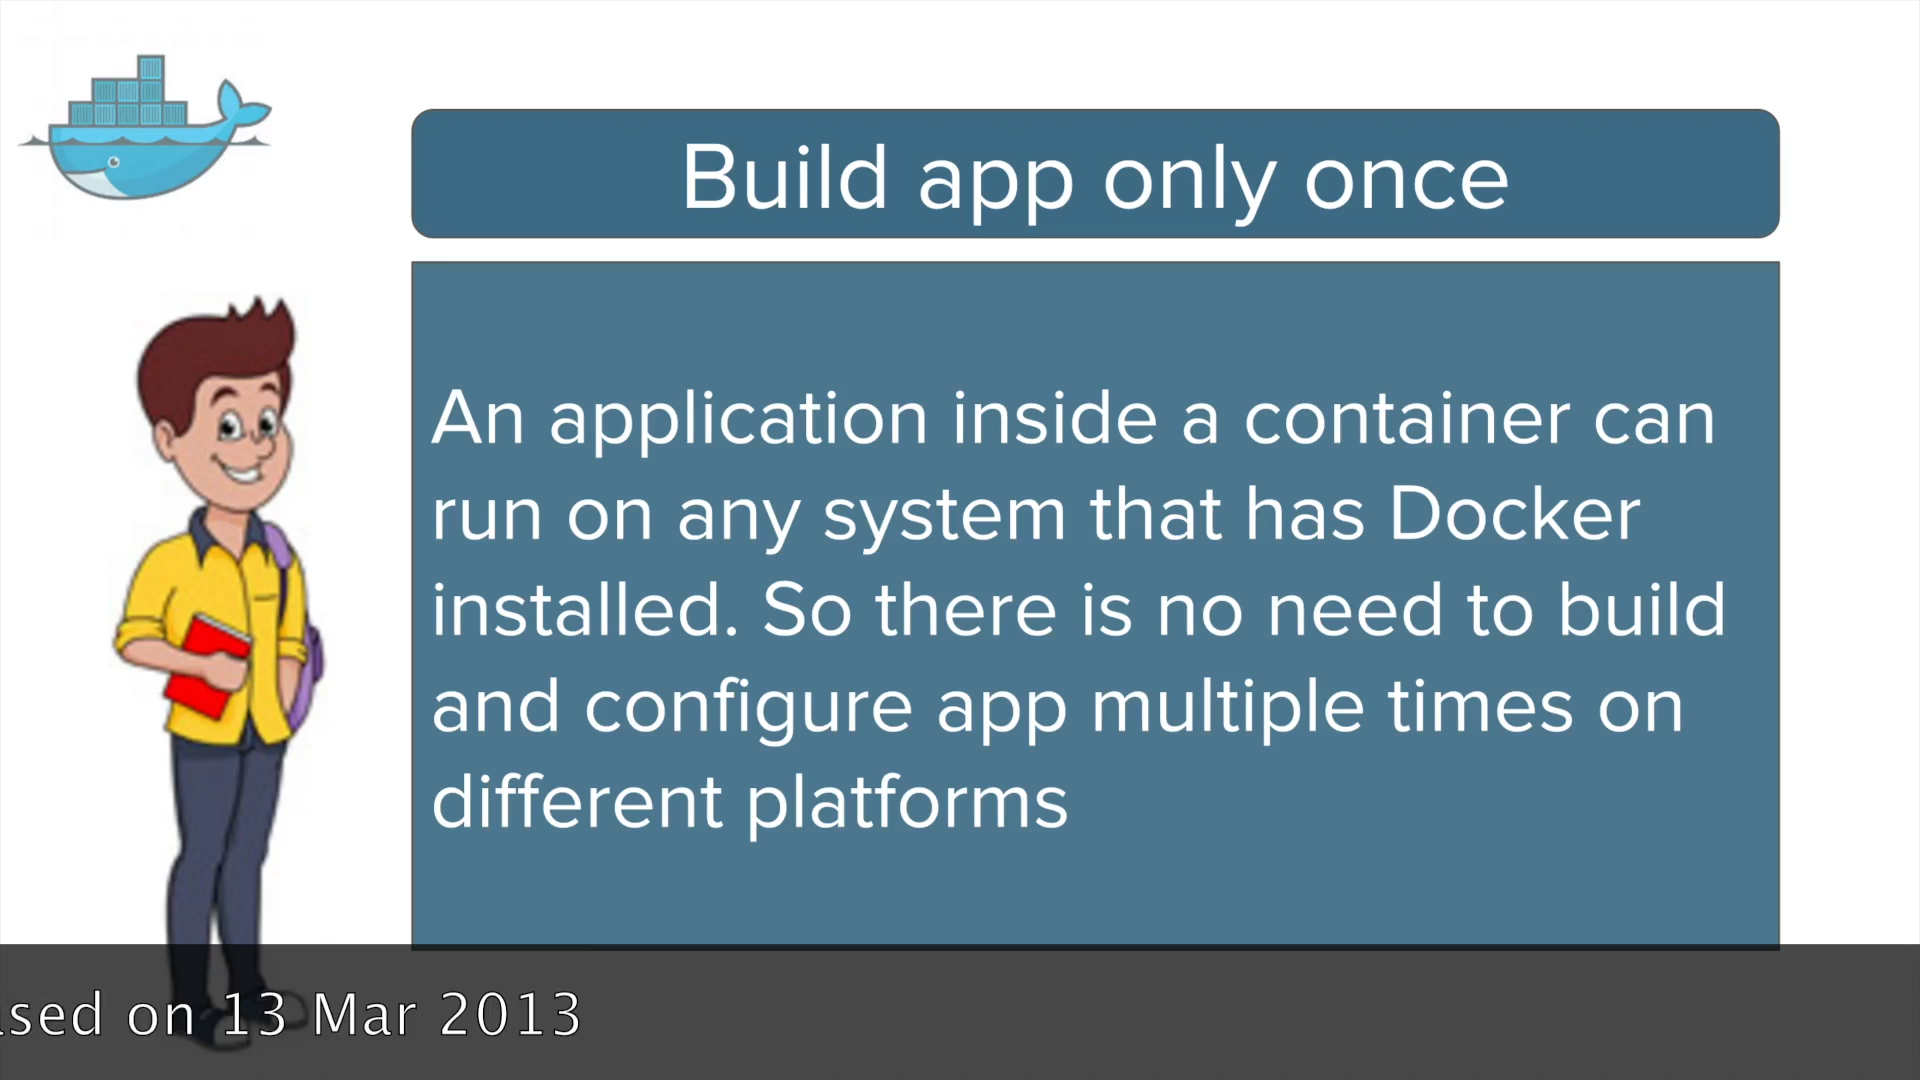 Build app only once
An application inside a container can
run on any system that has Docker
installed. So there is no need to build
and configure app multiple times on
different platforms
on 13 Mar 2013